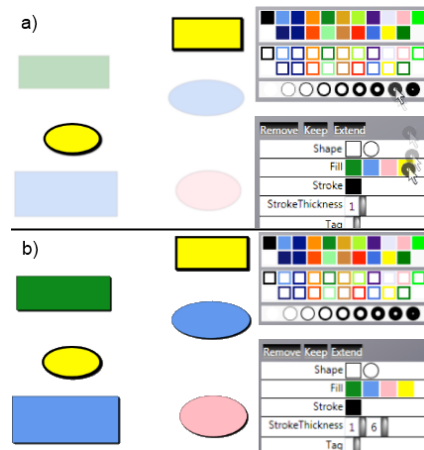 a)
Remove Keep Extend
Shape
Fill
Stroke
StrokeThickness 1
Tag
b)
Remove Keep Extend
Shape
Fill
Stroke
StrokeThickness 1 6
Tag